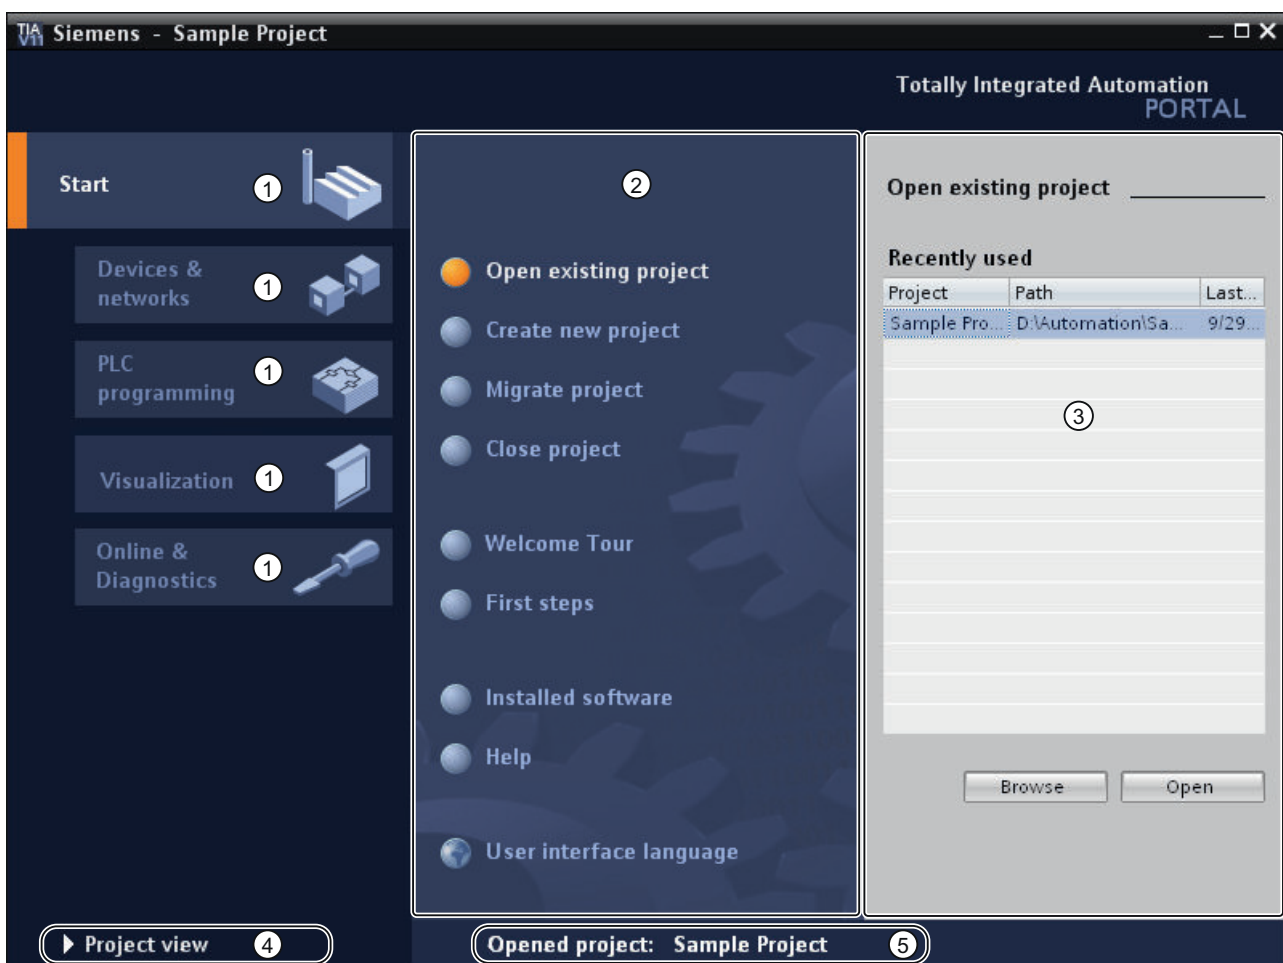 TIA V11 Siemens - Sample Project
Totally Integrated Automation
PORTAL
Start 1
Devices &
networks 1
PLC
programming 1
Visualization 1
Online &
Diagnostics 1
2
Open existing project
Create new project
Migrate project
Close project
Welcome Tour
First steps
Installed software
Help
User interface language
Open existing project
Recently used
Project Path Last...
Sample Pro... D:\Automation\Sa... 9/29...
3
Browse Open
Project view 4
Opened project: Sample Project 5